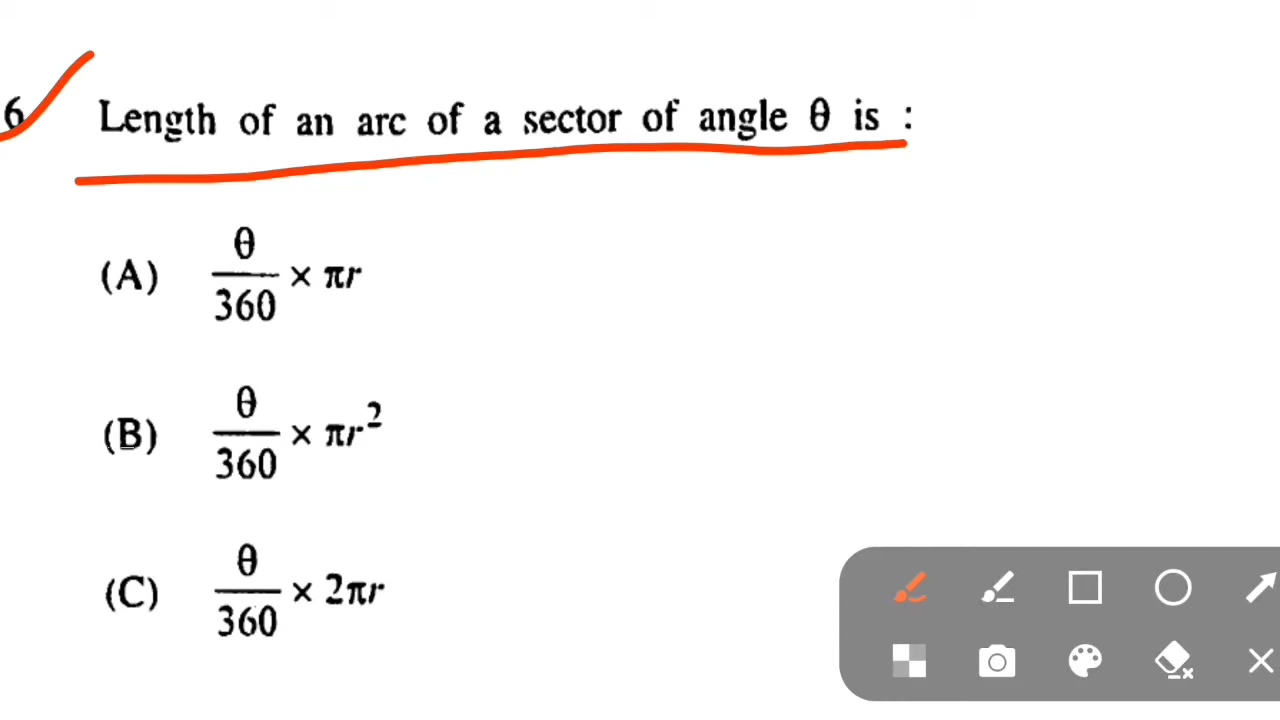 6 Length of an arc of a sector of angle θ is :
(A) θ/360 × πr
(B) θ/360 × πr²
(C) θ/360 × 2πr